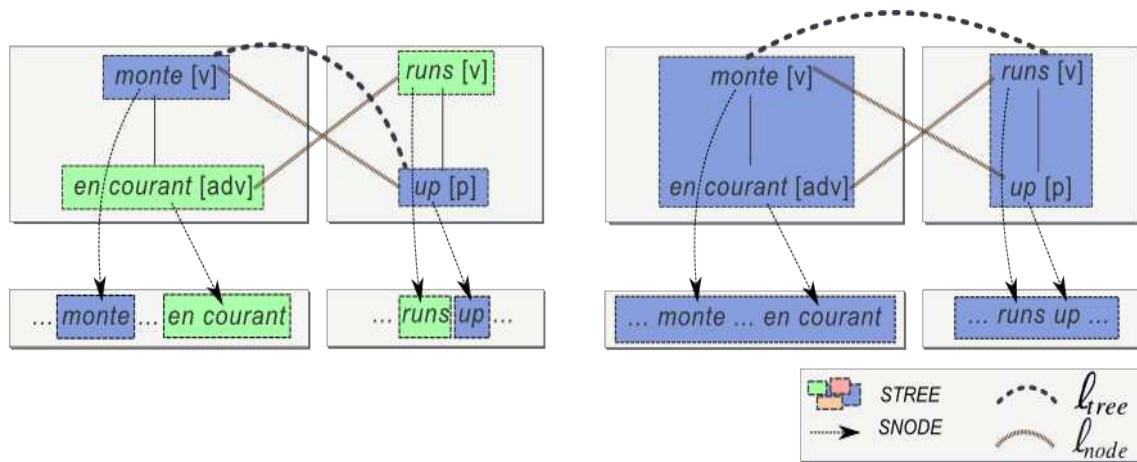 monte [v]
en courant [adv]
runs [v]
up [p]
monte [v]
en courant [adv]
runs [v]
up [p]
... monte ... en courant
... runs up ...
... monte ... en courant
... runs up ...
STREE
ℓtree
SNODE
ℓnode